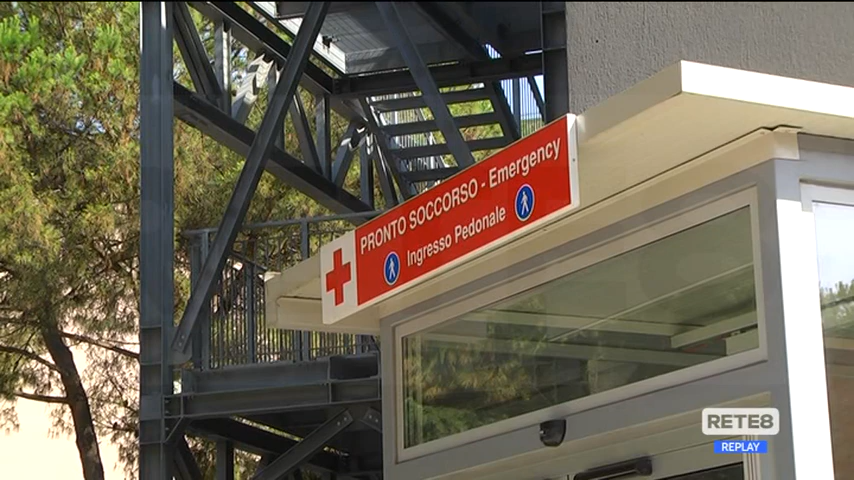 PRONTO SOCCORSO - Emergency
Ingresso Pedonale
RETE8
REPLAY